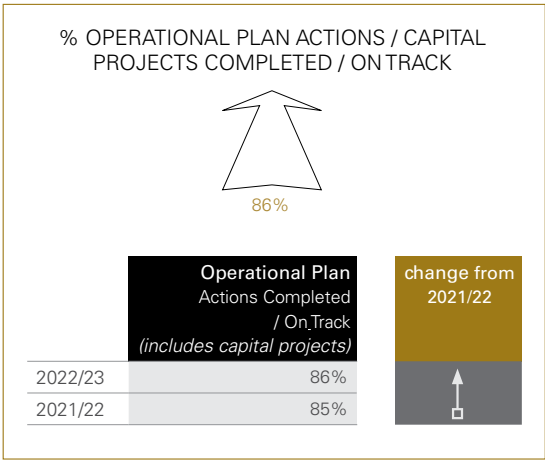 % OPERATIONAL PLAN ACTIONS / CAPITAL
PROJECTS COMPLETED / ON TRACK
86%
Operational Plan
Actions Completed
/ On Track
(includes capital projects)
change from
2021/22
2022/23 86%
2021/22 85%